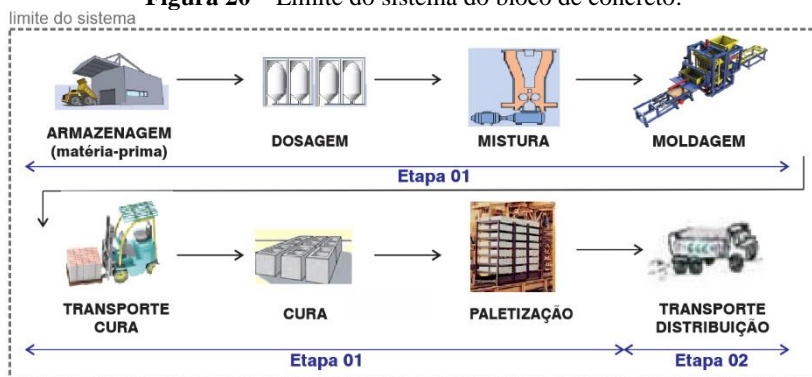 Figura 20 – Limite do sistema do bloco de concreto.
limite do sistema
ARMAZENAGEM
(matéria-prima)
DOSAGEM
MISTURA
MOLDAGEM
Etapa 01
TRANSPORTE
CURA
CURA
PALETIZAÇÃO
TRANSPORTE
DISTRIBUIÇÃO
Etapa 01
Etapa 02